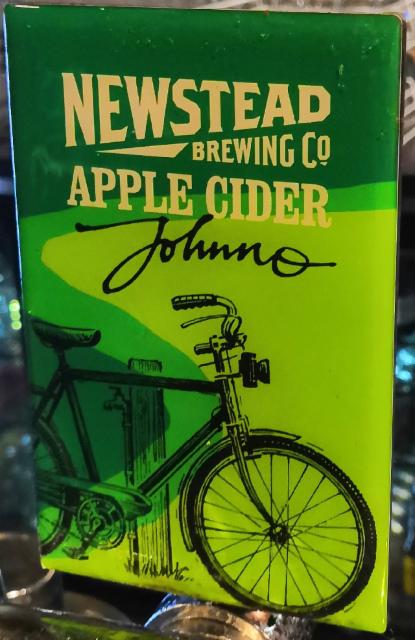 NEWSTEAD
BREWING CO
APPLE CIDER
Johnno